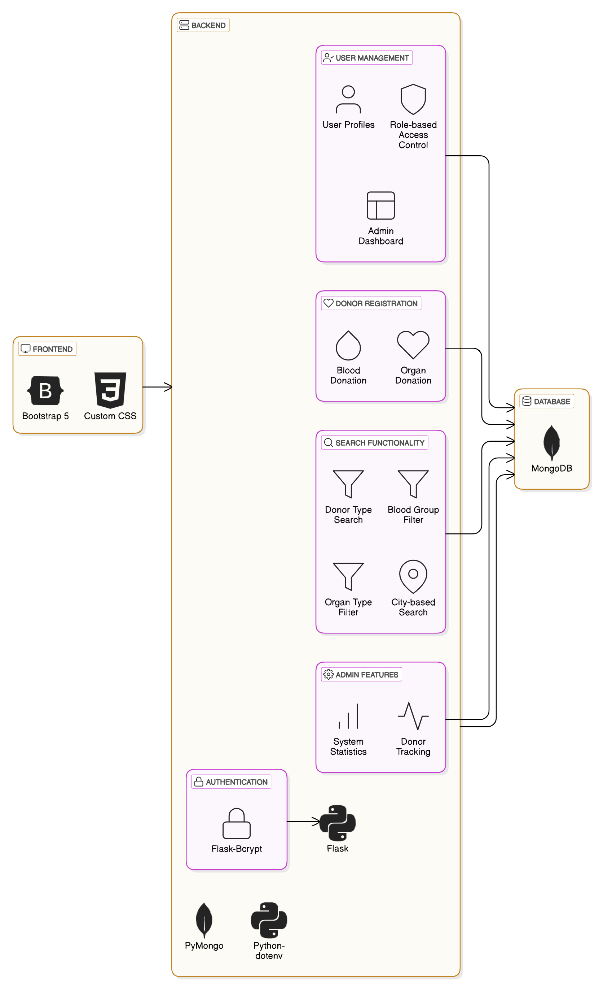 BACKEND
USER MANAGEMENT
User Profiles
Role-based
Access
Control
Admin
Dashboard
DONOR REGISTRATION
Blood
Donation
Organ
Donation
FRONTEND
B
Bootstrap 5
3
Custom CSS
DATABASE
MongoDB
SEARCH FUNCTIONALITY
Donor Type
Search
Blood Group
Filter
Organ Type
Filter
City-based
Search
ADMIN FEATURES
System
Statistics
Donor
Tracking
AUTHENTICATION
Flask-Bcrypt
Flask
PyMongo
Python-
dotenv